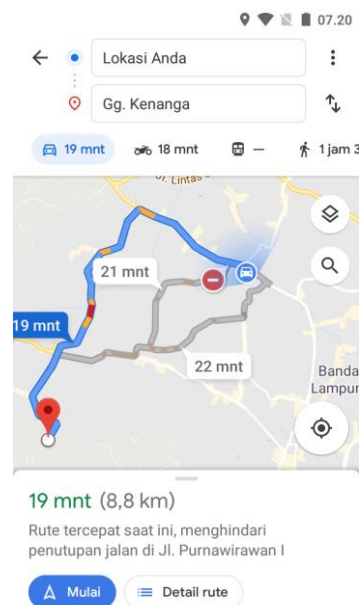 07.20
Lokasi Anda
Gg. Kenanga
19 mnt
18 mnt
—
1 jam 3
Jl. Lintas
21 mnt
19 mnt
22 mnt
Banda
Lampur
19 mnt (8,8 km)
Rute tercepat saat ini, menghindari
penutupan jalan di Jl. Purnawirawan I
Mulai
Detail rute